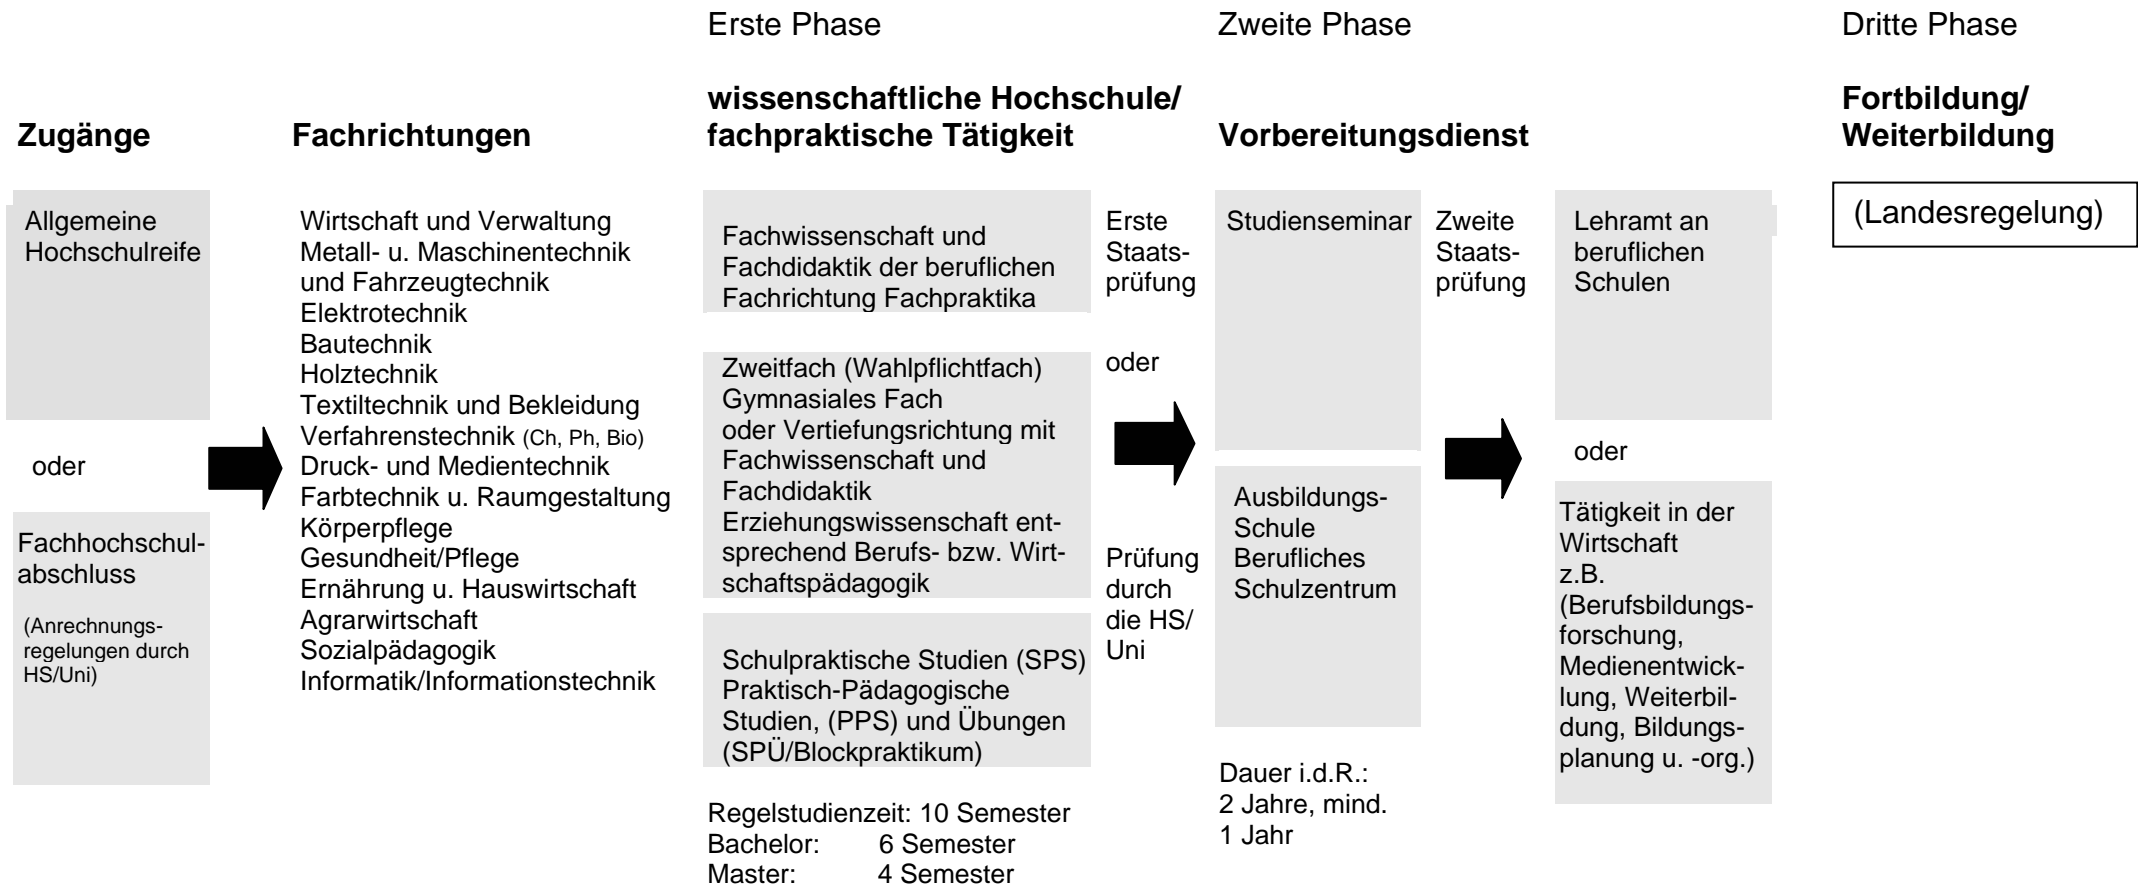 Erste Phase
Zweite Phase
Dritte Phase
Zugänge
Fachrichtungen
wissenschaftliche Hochschule/
fachpraktische Tätigkeit
Vorbereitungsdienst
Fortbildung/
Weiterbildung
Allgemeine
Hochschulreife
oder
Fachhochschul-
abschluss
(Anrechnungs-
regelungen durch
HS/Uni)
Wirtschaft und Verwaltung
Metall- u. Maschinentechnik
und Fahrzeugtechnik
Elektrotechnik
Bautechnik
Holztechnik
Textiltechnik und Bekleidung
Verfahrenstechnik (Ch, Ph, Bio)
Druck- und Medientechnik
Farbtechnik u. Raumgestaltung
Körperpflege
Gesundheit/Pflege
Ernährung u. Hauswirtschaft
Agrarwirtschaft
Sozialpädagogik
Informatik/Informationstechnik
Fachwissenschaft und
Fachdidaktik der beruflichen
Fachrichtung Fachpraktika
Zweitfach (Wahlpflichtfach)
Gymnasiales Fach
oder Vertiefungsrichtung mit
Fachwissenschaft und
Fachdidaktik
Erziehungswissenschaft ent-
sprechend Berufs- bzw. Wirt-
schaftspädagogik
Schulpraktische Studien (SPS)
Praktisch-Pädagogische
Studien, (PPS) und Übungen
(SPÜ/Blockpraktikum)
Regelstudienzeit: 10 Semester
Bachelor: 6 Semester
Master: 4 Semester
Erste
Staats-
prüfung
oder
Prüfung
durch
die HS/
Uni
Studienseminar
Ausbildungs-
Schule
Berufliches
Schulzentrum
Dauer i.d.R.:
2 Jahre, mind.
1 Jahr
Zweite
Staats-
prüfung
Lehramt an
beruflichen
Schulen
oder
Tätigkeit in der
Wirtschaft
z.B.
(Berufsbildungs-
forschung,
Medienentwick-
lung, Weiterbil-
dung, Bildungs-
planung u. -org.)
(Landesregelung)